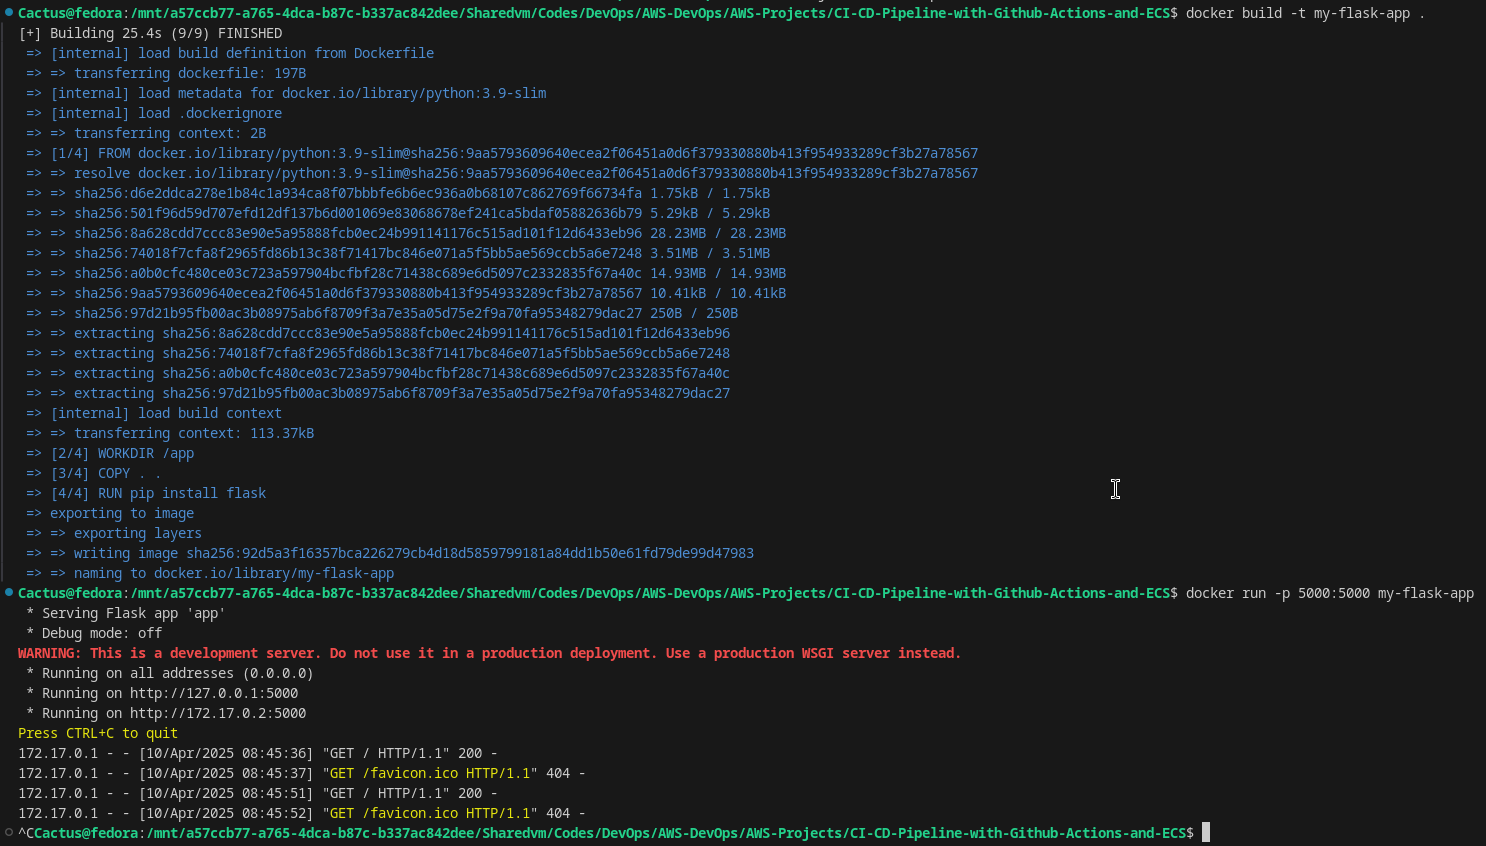 Cactus@fedora:/mnt/a57ccb77-a765-4dca-b87c-b337ac842dee/Sharedvm/Codes/DevOps/AWS-DevOps/AWS-Projects/CI-CD-Pipeline-with-Github-Actions-and-ECS$ docker build -t my-flask-app .
[+] Building 25.4s (9/9) FINISHED
=> [internal] load build definition from Dockerfile
=> => transferring dockerfile: 197B
=> [internal] load metadata for docker.io/library/python:3.9-slim
=> [internal] load .dockerignore
=> => transferring context: 2B
=> [1/4] FROM docker.io/library/python:3.9-slim@sha256:9aa5793609640ecea2f06451a0d6f379330880b413f954933289cf3b27a78567
=> => resolve docker.io/library/python:3.9-slim@sha256:9aa5793609640ecea2f06451a0d6f379330880b413f954933289cf3b27a78567
=> => sha256:d6e2ddca278e1b84c1a934ca8f07bbbfe6b6ec936a0b68107c862769f66734fa 1.75kB / 1.75kB
=> => sha256:501f96d59d707efd12df137b6d001069e83068678ef241ca5bdaf05882636b79 5.29kB / 5.29kB
=> => sha256:8a628cdd7ccc83e90e5a95888fcb0ec24b991141176c515ad101f12d6433eb96 28.23MB / 28.23MB
=> => sha256:74018f7cfa8f2965fd86b13c38f71417bc846e071a5f5bb5ae569ccb5a6e7248 3.51MB / 3.51MB
=> => sha256:a0b0cfc480ce03c723a597904bcfbf28c71438c689e6d5097c2332835f67a40c 14.93MB / 14.93MB
=> => sha256:9aa5793609640ecea2f06451a0d6f379330880b413f954933289cf3b27a78567 10.41kB / 10.41kB
=> => sha256:97d21b95fb00ac3b08975ab6f8709f3a7e35a05d75e2f9a70fa95348279dac27 250B / 250B
=> => extracting sha256:8a628cdd7ccc83e90e5a95888fcb0ec24b991141176c515ad101f12d6433eb96
=> => extracting sha256:74018f7cfa8f2965fd86b13c38f71417bc846e071a5f5bb5ae569ccb5a6e7248
=> => extracting sha256:a0b0cfc480ce03c723a597904bcfbf28c71438c689e6d5097c2332835f67a40c
=> => extracting sha256:97d21b95fb00ac3b08975ab6f8709f3a7e35a05d75e2f9a70fa95348279dac27
=> [internal] load build context
=> => transferring context: 113.37kB
=> [2/4] WORKDIR /app
=> [3/4] COPY . .
=> [4/4] RUN pip install flask
=> exporting to image
=> => exporting layers
=> => writing image sha256:92d5a3f16357bca226279cb4d18d5859799181a84dd1b50e61fd79de99d47983
=> => naming to docker.io/library/my-flask-app
Cactus@fedora:/mnt/a57ccb77-a765-4dca-b87c-b337ac842dee/Sharedvm/Codes/DevOps/AWS-DevOps/AWS-Projects/CI-CD-Pipeline-with-Github-Actions-and-ECS$ docker run -p 5000:5000 my-flask-app
* Serving Flask app 'app'
* Debug mode: off
WARNING: This is a development server. Do not use it in a production deployment. Use a production WSGI server instead.
* Running on all addresses (0.0.0.0)
* Running on http://127.0.0.1:5000
* Running on http://172.17.0.2:5000
Press CTRL+C to quit
172.17.0.1 - - [10/Apr/2025 08:45:36] "GET / HTTP/1.1" 200 -
172.17.0.1 - - [10/Apr/2025 08:45:37] "GET /favicon.ico HTTP/1.1" 404 -
172.17.0.1 - - [10/Apr/2025 08:45:51] "GET / HTTP/1.1" 200 -
172.17.0.1 - - [10/Apr/2025 08:45:52] "GET /favicon.ico HTTP/1.1" 404 -
^CCactus@fedora:/mnt/a57ccb77-a765-4dca-b87c-b337ac842dee/Sharedvm/Codes/DevOps/AWS-DevOps/AWS-Projects/CI-CD-Pipeline-with-Github-Actions-and-ECS$